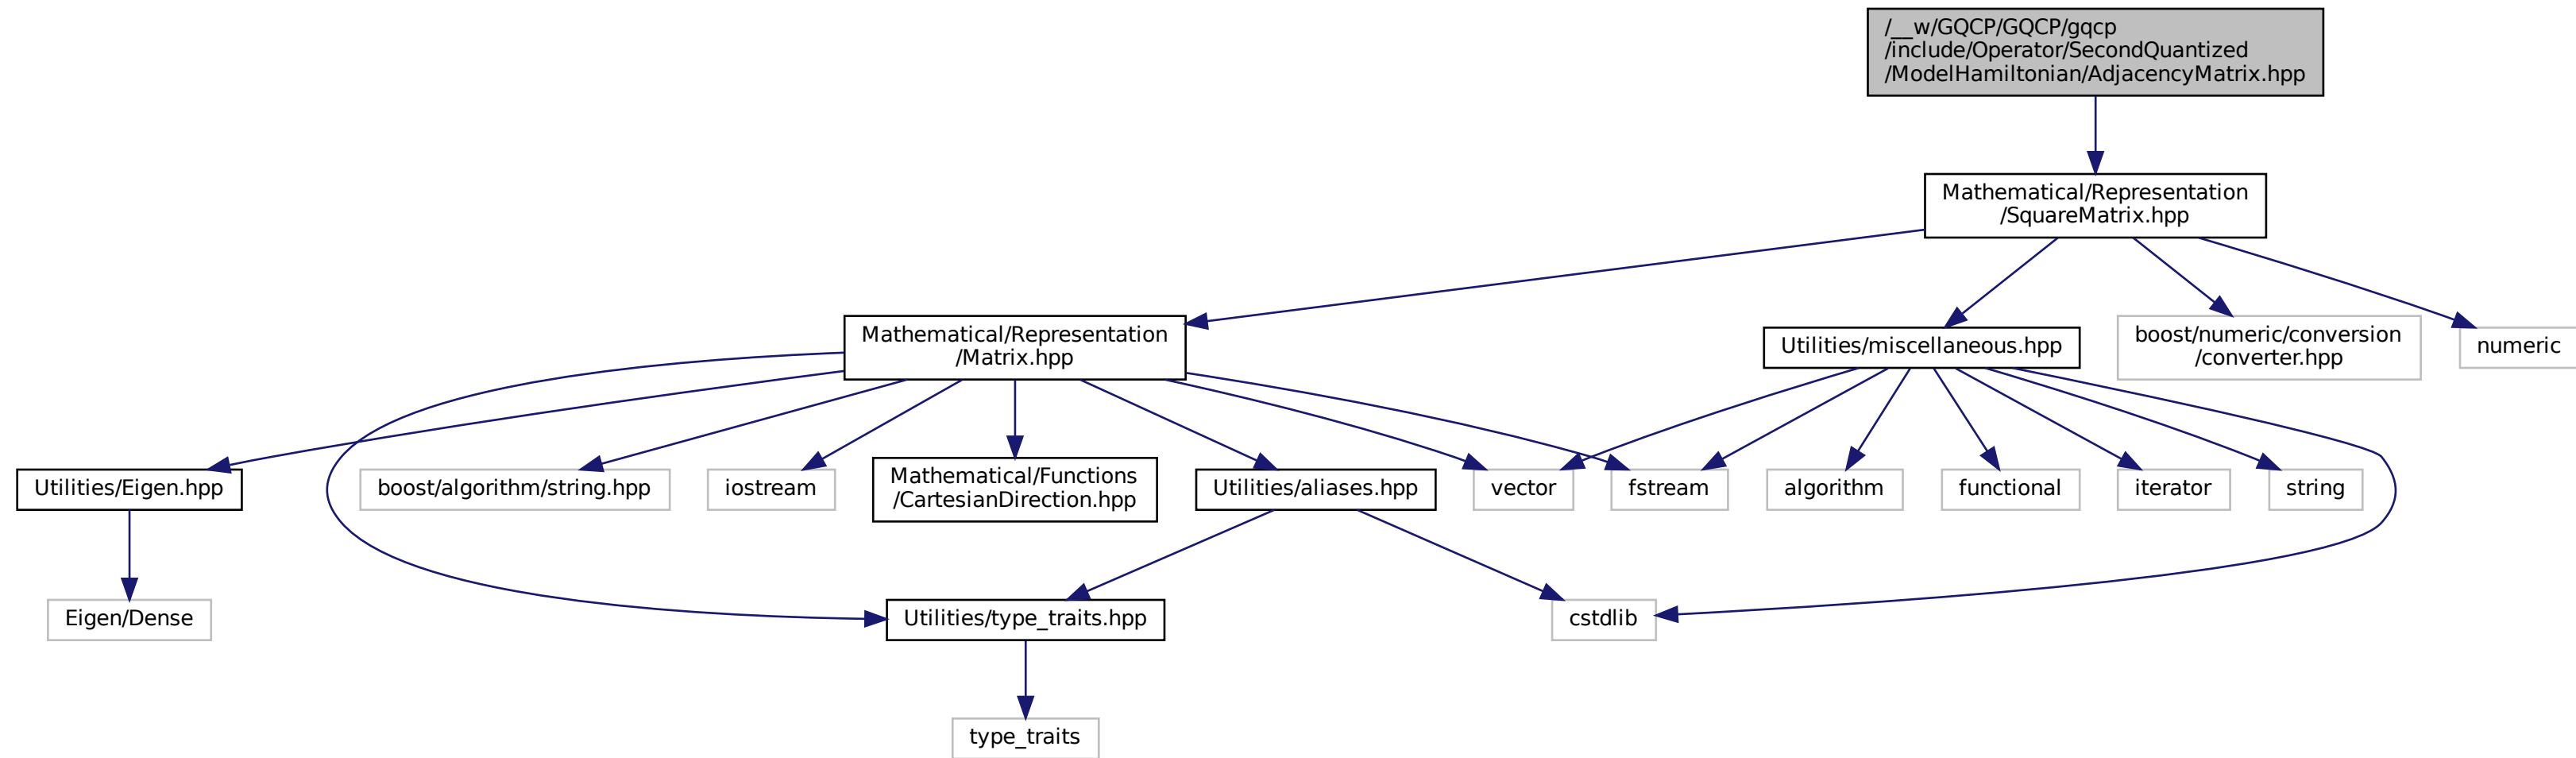 /__w/GQCP/GQCP/gqcp
/include/Operator/SecondQuantized
/ModelHamiltonian/AdjacencyMatrix.hpp
Mathematical/Representation
/SquareMatrix.hpp
Mathematical/Representation
/Matrix.hpp
Utilities/miscellaneous.hpp
boost/numeric/conversion
/converter.hpp
numeric
Utilities/Eigen.hpp
boost/algorithm/string.hpp
iostream
Mathematical/Functions
/CartesianDirection.hpp
Utilities/aliases.hpp
vector
fstream
algorithm
functional
iterator
string
Eigen/Dense
Utilities/type_traits.hpp
cstdlib
type_traits